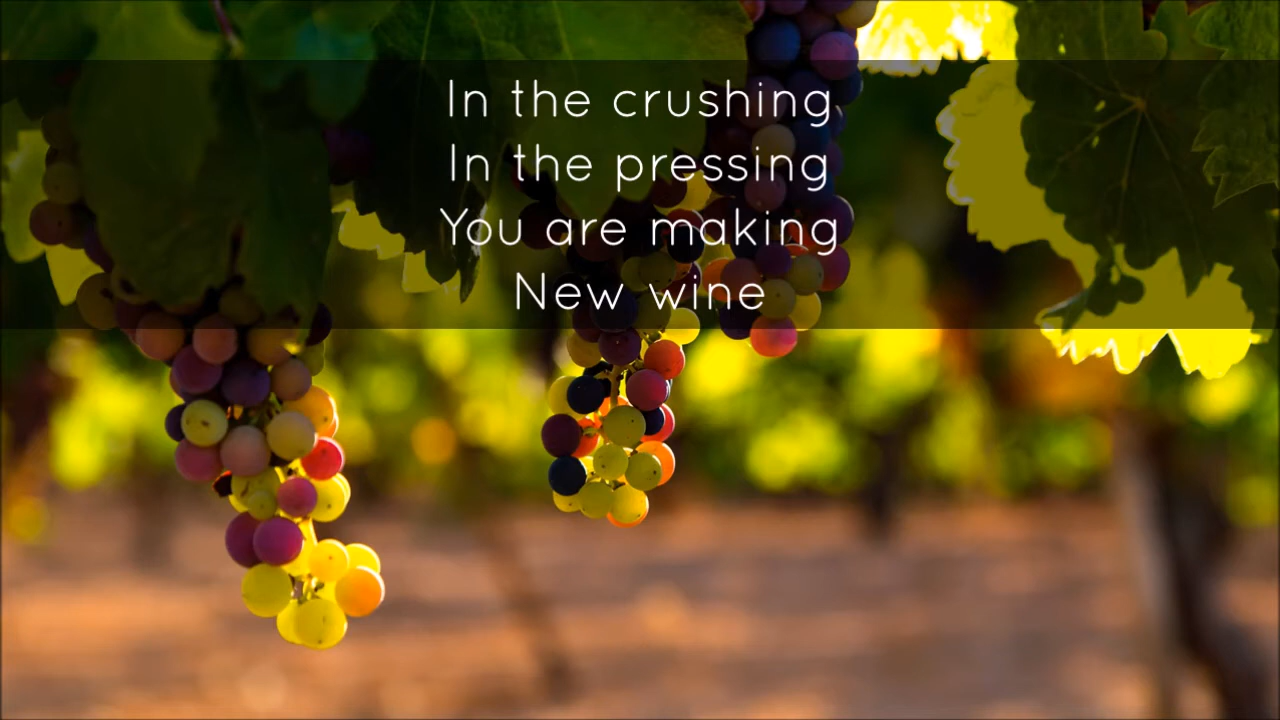 In the crushing
In the pressing
You are making
New wine